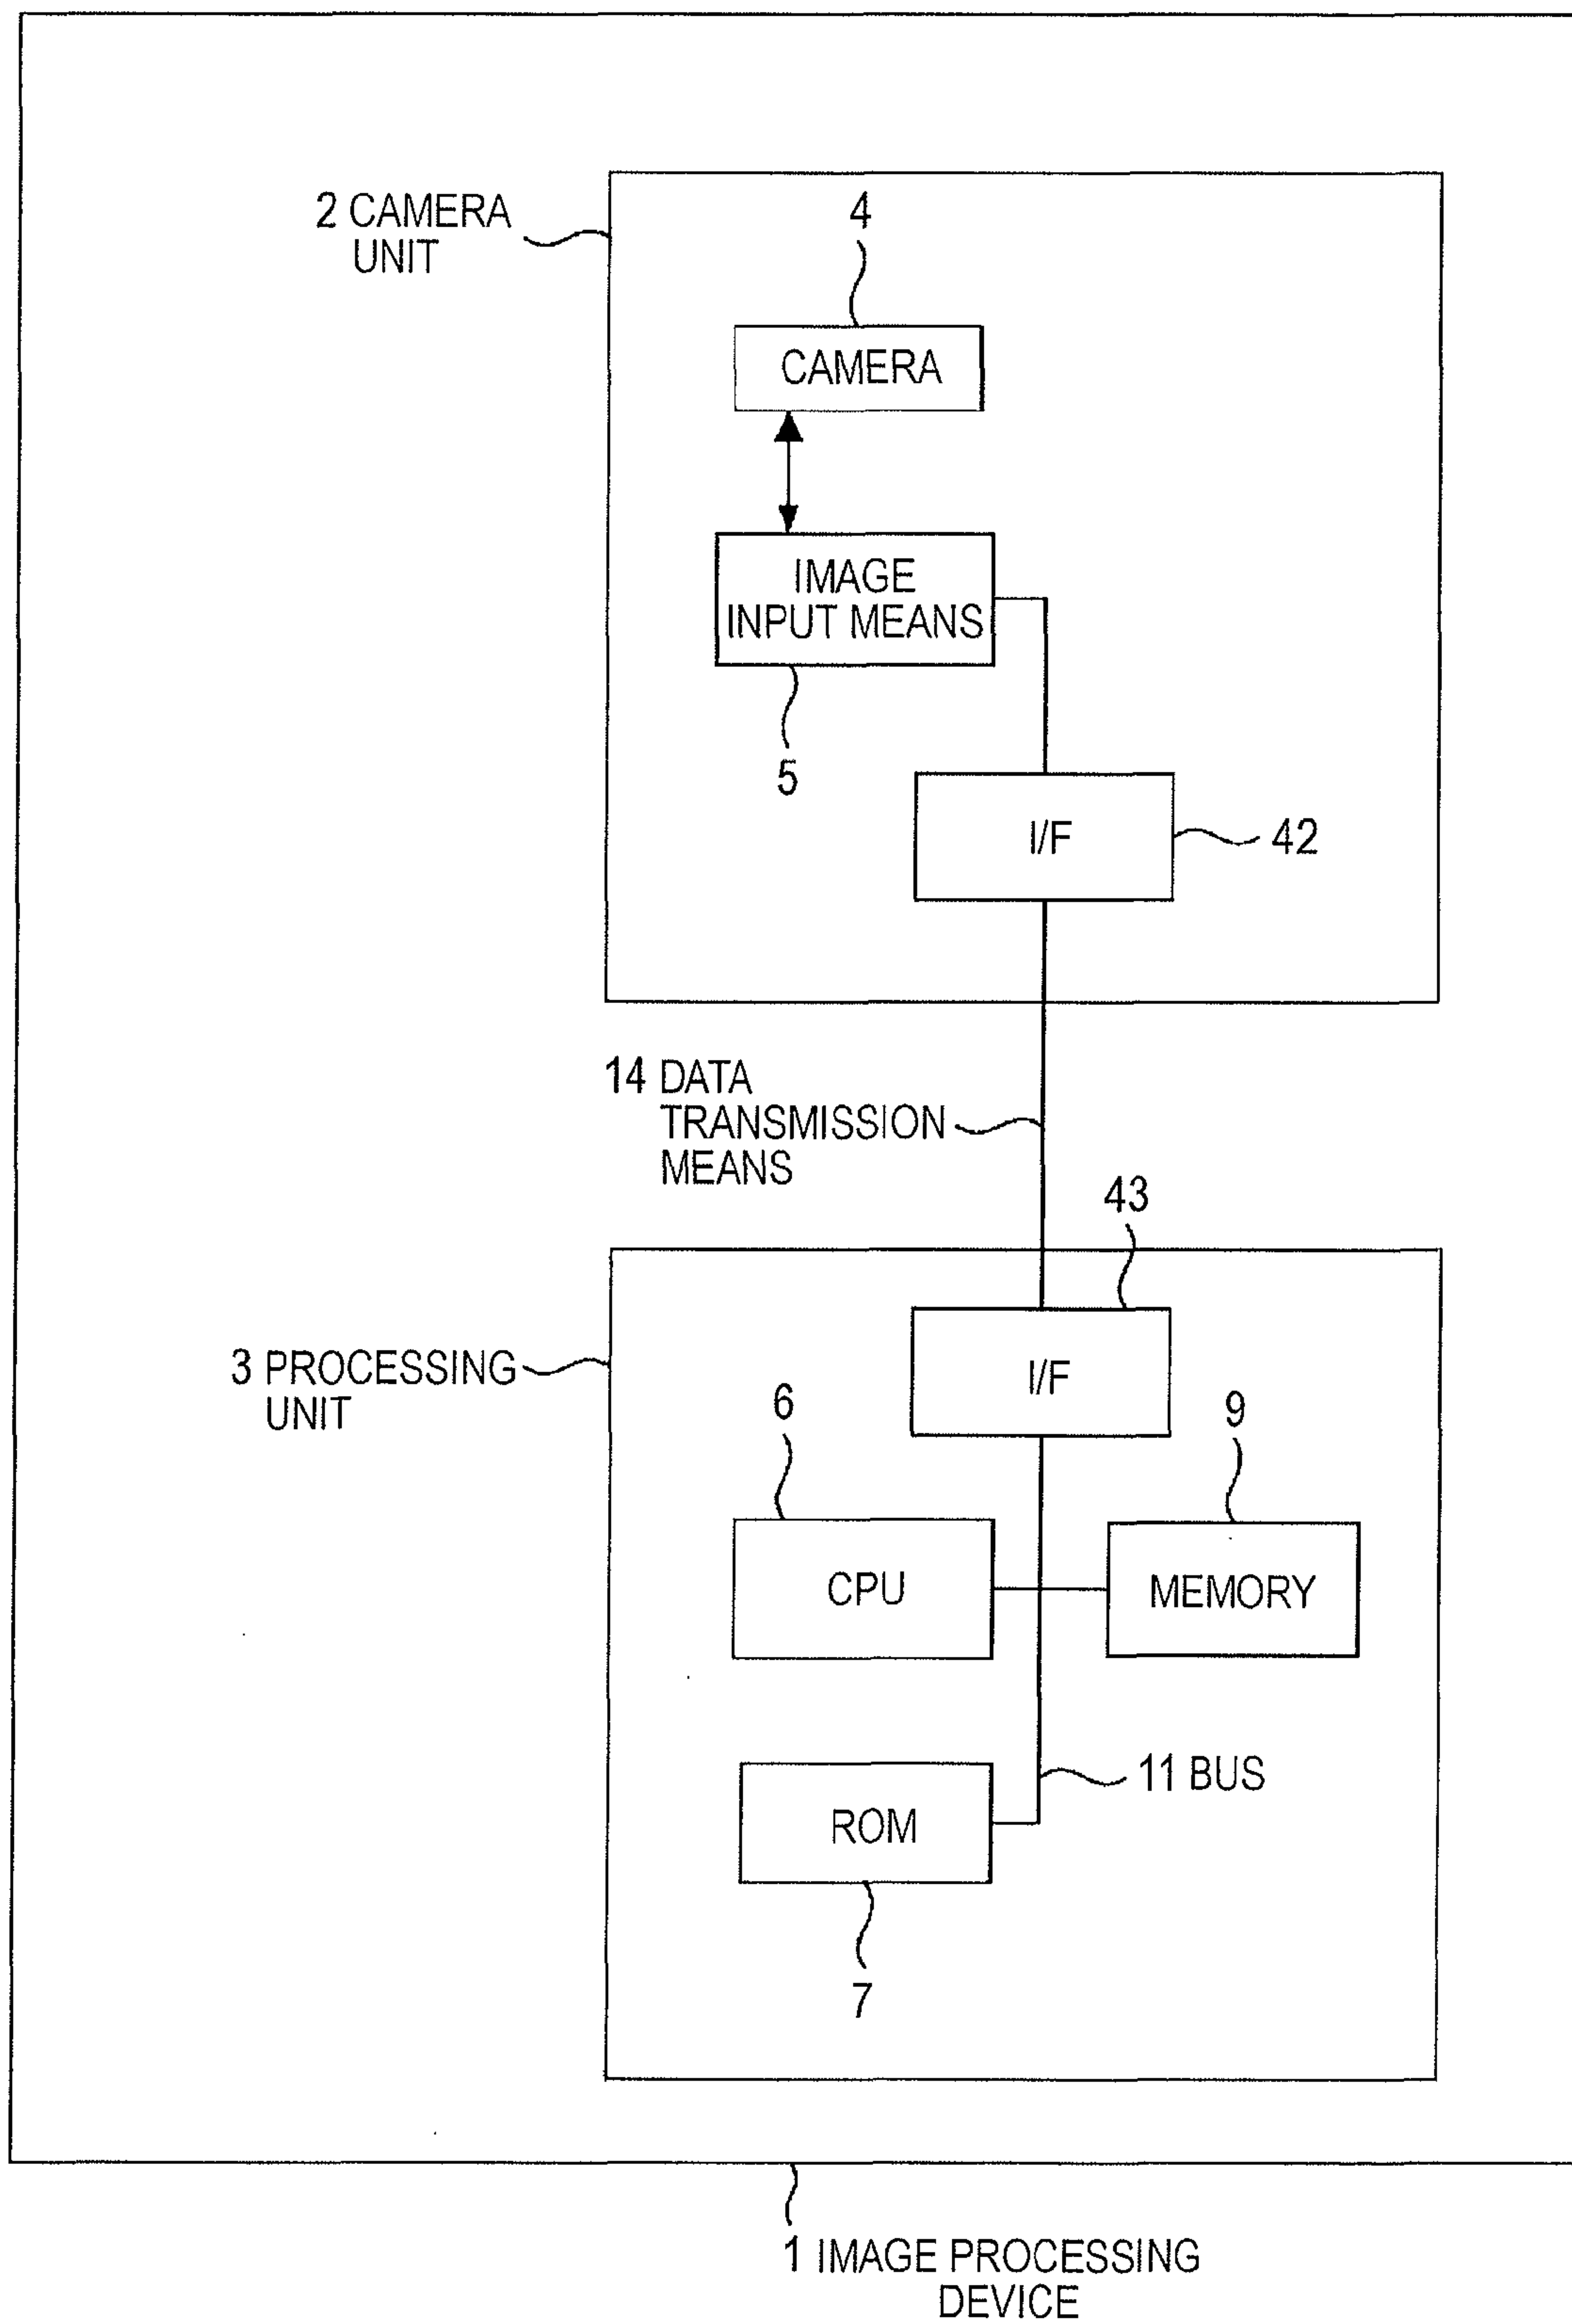 2 CAMERA
UNIT
4
CAMERA
IMAGE
INPUT MEANS
5
I/F
42
14 DATA
TRANSMISSION
MEANS
43
3 PROCESSING
UNIT
I/F
6
9
CPU
MEMORY
11 BUS
ROM
7
1 IMAGE PROCESSING
DEVICE